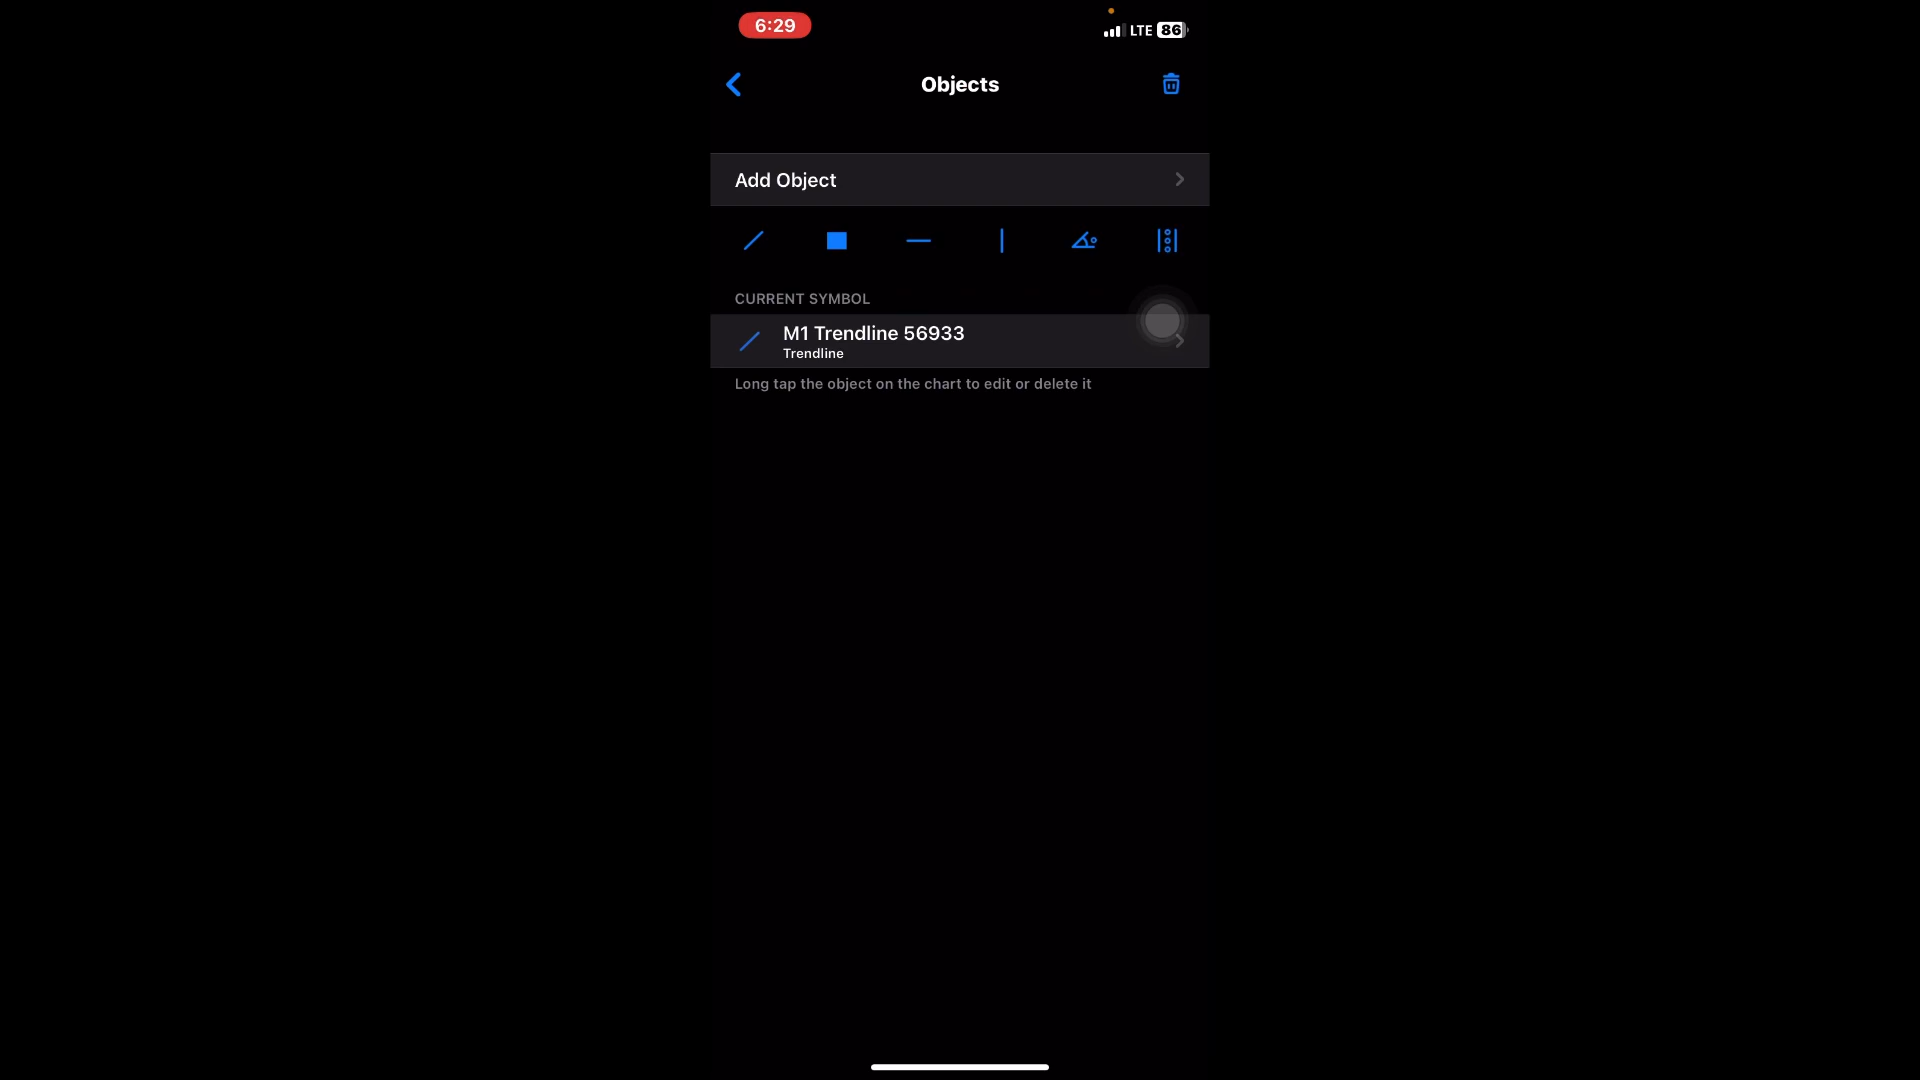 6:29
LTE 86
Objects
Add Object
CURRENT SYMBOL
M1 Trendline 56933
Trendline
Long tap the object on the chart to edit or delete it